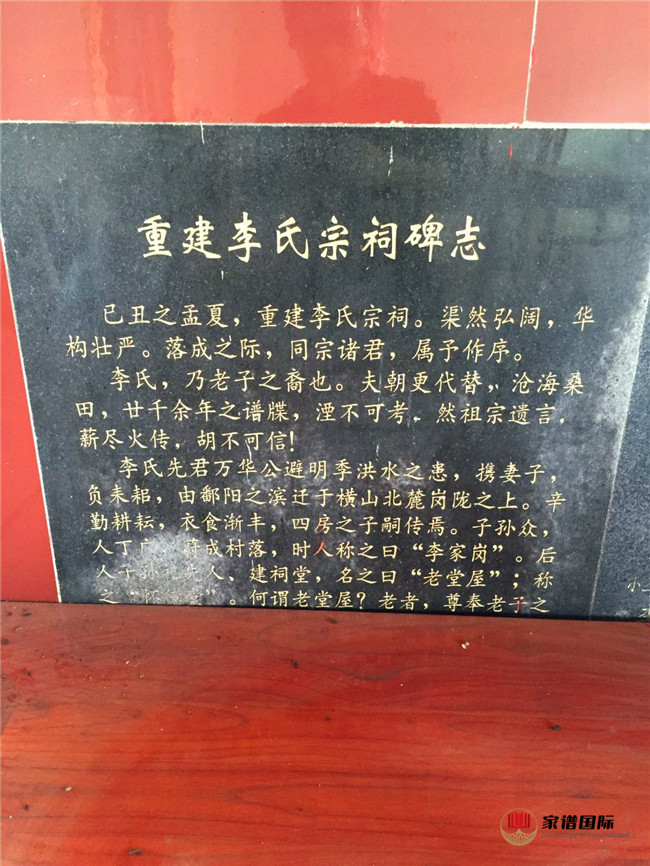 重建李氏宗祠碑志
已丑之孟夏，重建李氏宗祠。渠然弘阔，华
构壮严。落成之际，同宗诸君，属予作序。
李氏，乃老子之裔也。夫朝更代替，沧海桑
田，廿千余年之谱牒，湮不可考，然祖宗遗言，
薪尽火传，胡不可信！
李氏先君万华公避明季洪水之患，携妻子，
负耒耜，由鄱阳之滨迁于横山北麓岗陇之上。辛
勤耕耘，衣食渐丰，四房之子嗣传焉。子孙众，
人丁广，蔚成村落，时人称之曰“李家岗”。后
人子孙 先人、建祠堂，名之曰“老堂屋”；称
之“ ”。何谓老堂屋？老者，尊奉老子之
小
家谱国际